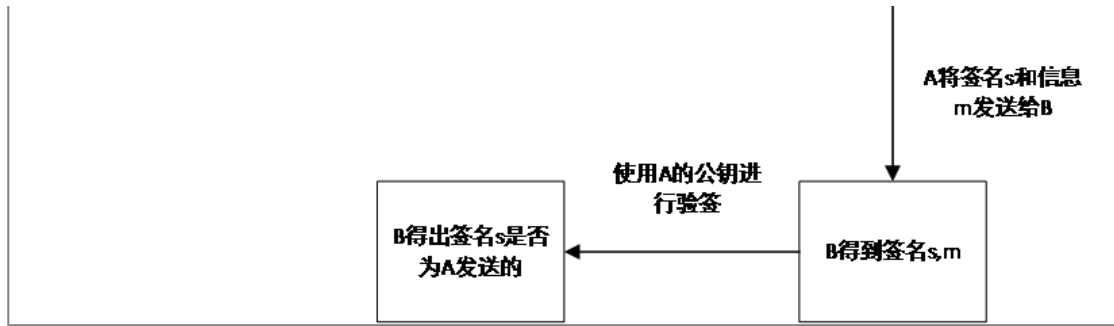 A将签名s和信息
m发送给B
使用A的公钥进
行验签
B得出签名s是否
为A发送的
B得到签名s,m